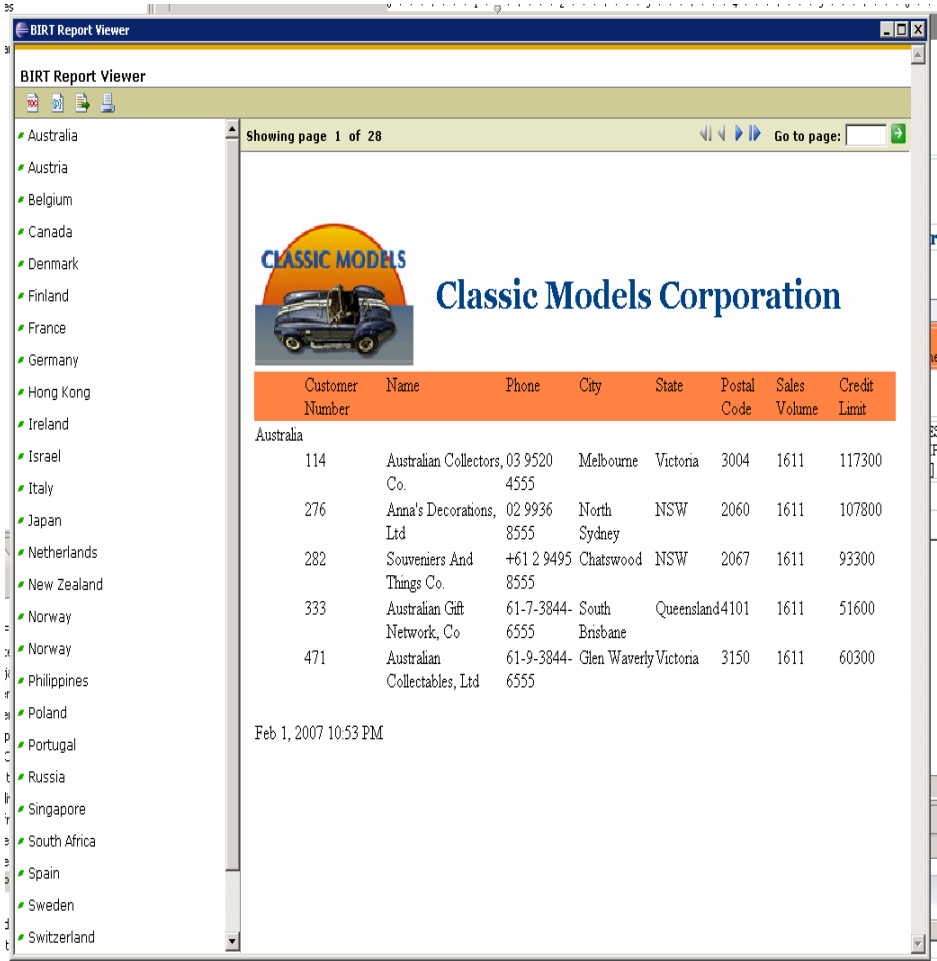 BIRT Report Viewer
BIRT Report Viewer
Australia
Austria
Belgium
Canada
Denmark
Finland
France
Germany
Hong Kong
Ireland
Israel
Italy
Japan
Netherlands
New Zealand
Norway
Norway
Philippines
Poland
Portugal
Russia
Singapore
South Africa
Spain
Sweden
Switzerland
Showing page 1 of 28 Go to page:
CLASSIC MODELS
Classic Models Corporation
Customer Name Phone City State Postal Sales Credit
Number Code Volume Limit
Australia
114 Australian Collectors, 03 9520 Melbourne Victoria 3004 1611 117300
Co. 4555
276 Anna's Decorations, 02 9936 North NSW 2060 1611 107800
Ltd 8555 Sydney
282 Souveniers And +61 2 9495 Chatswood NSW 2067 1611 93300
Things Co. 8555
333 Australian Gift 61-7-3844- South Queensland 4101 1611 51600
Network, Co 6555 Brisbane
471 Australian 61-9-3844- Glen Waverly Victoria 3150 1611 60300
Collectables, Ltd 6555
Feb 1, 2007 10:53 PM